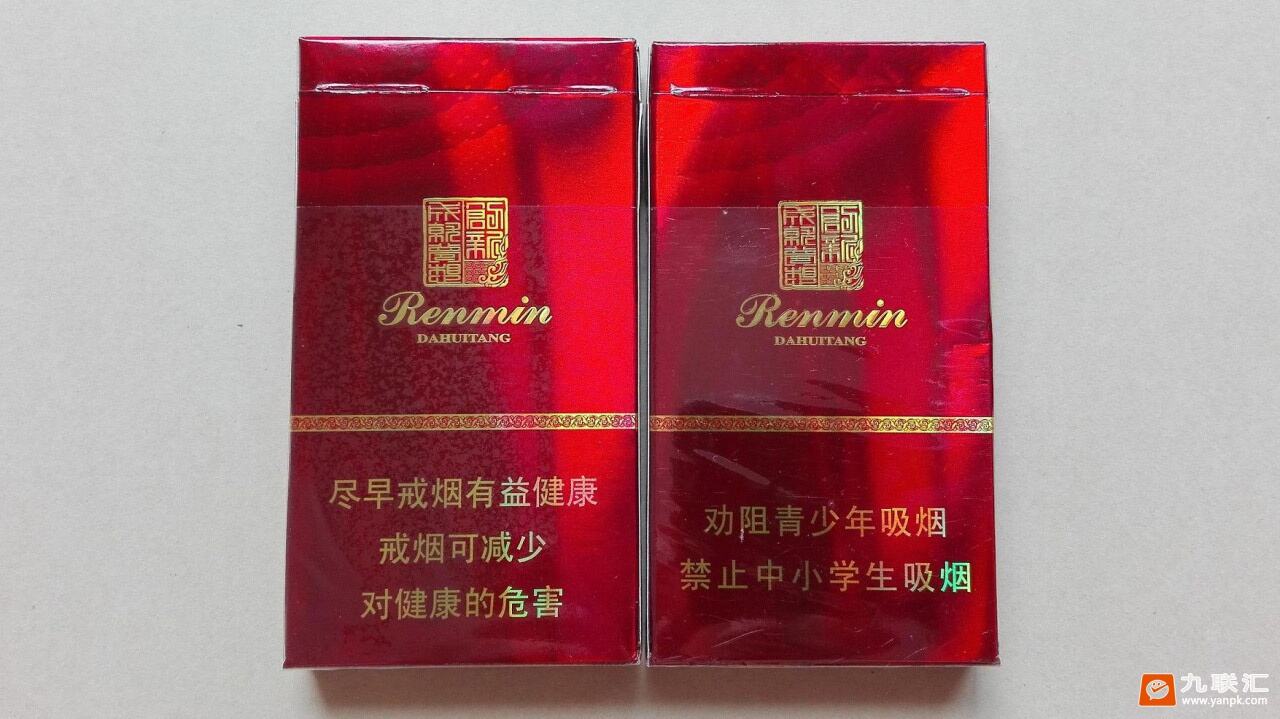 Renmin
DAHUITANG
尽早戒烟有益健康
戒烟可减少
对健康的危害
Renmin
DAHUITANG
劝阻青少年吸烟
禁止中小学生吸烟
九联汇
www.yanpk.com